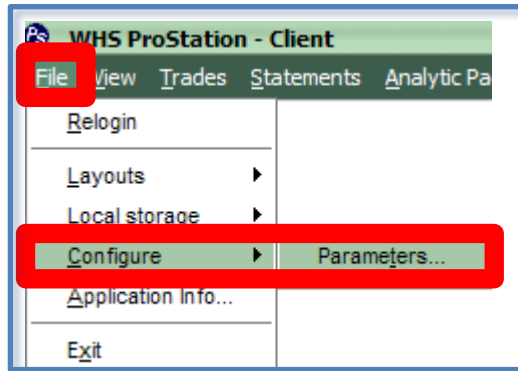 PS WHS ProStation - Client
File View Trades Statements Analytic Pa
Relogin
Layouts
Local storage
Configure Parameters...
Application Info...
Exit